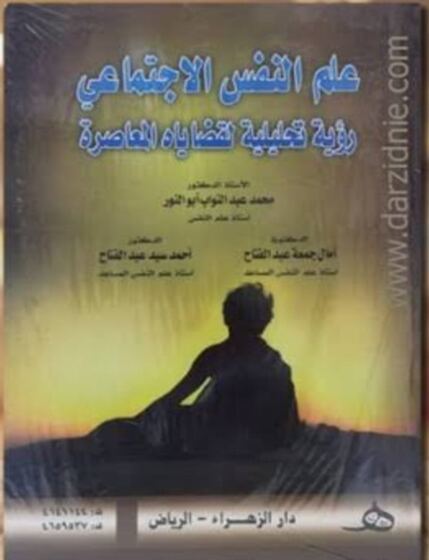 علم النفس الاجتماعي
رؤية تحليلية لقضاياه المعاصرة
الأستاذ الدكتور
محمد عبد التواب أبو النور
أستاذ علم النفس
الدكتورة
آمال جمعة عبد الفتاح
أستاذ علم النفس المساعد
الدكتور
أحمد سيد عبد الفتاح
أستاذ علم النفس المساعد
دار الزهراء - الرياض
ت: ٤٦٤١١٤٤
ف: ٤٦٥٩٥٣٧
www.darzidnie.com